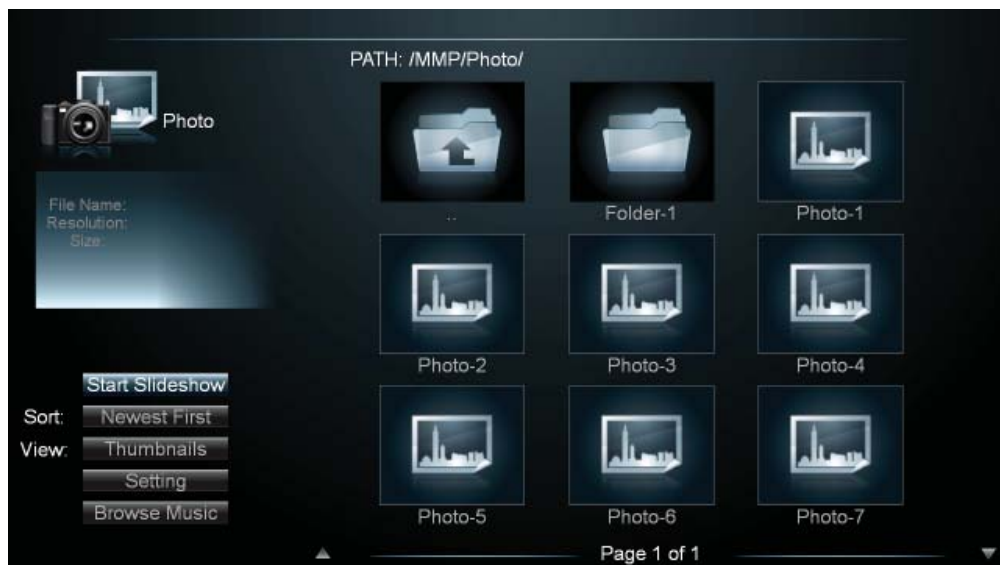 PATH: /MMP/Photo/
Photo
File Name:
Resolution:
Size:
..
Folder-1
Photo-1
Photo-2
Photo-3
Photo-4
Start Slideshow
Sort: Newest First
View: Thumbnails
Setting
Browse Music
Photo-5
Photo-6
Photo-7
Page 1 of 1